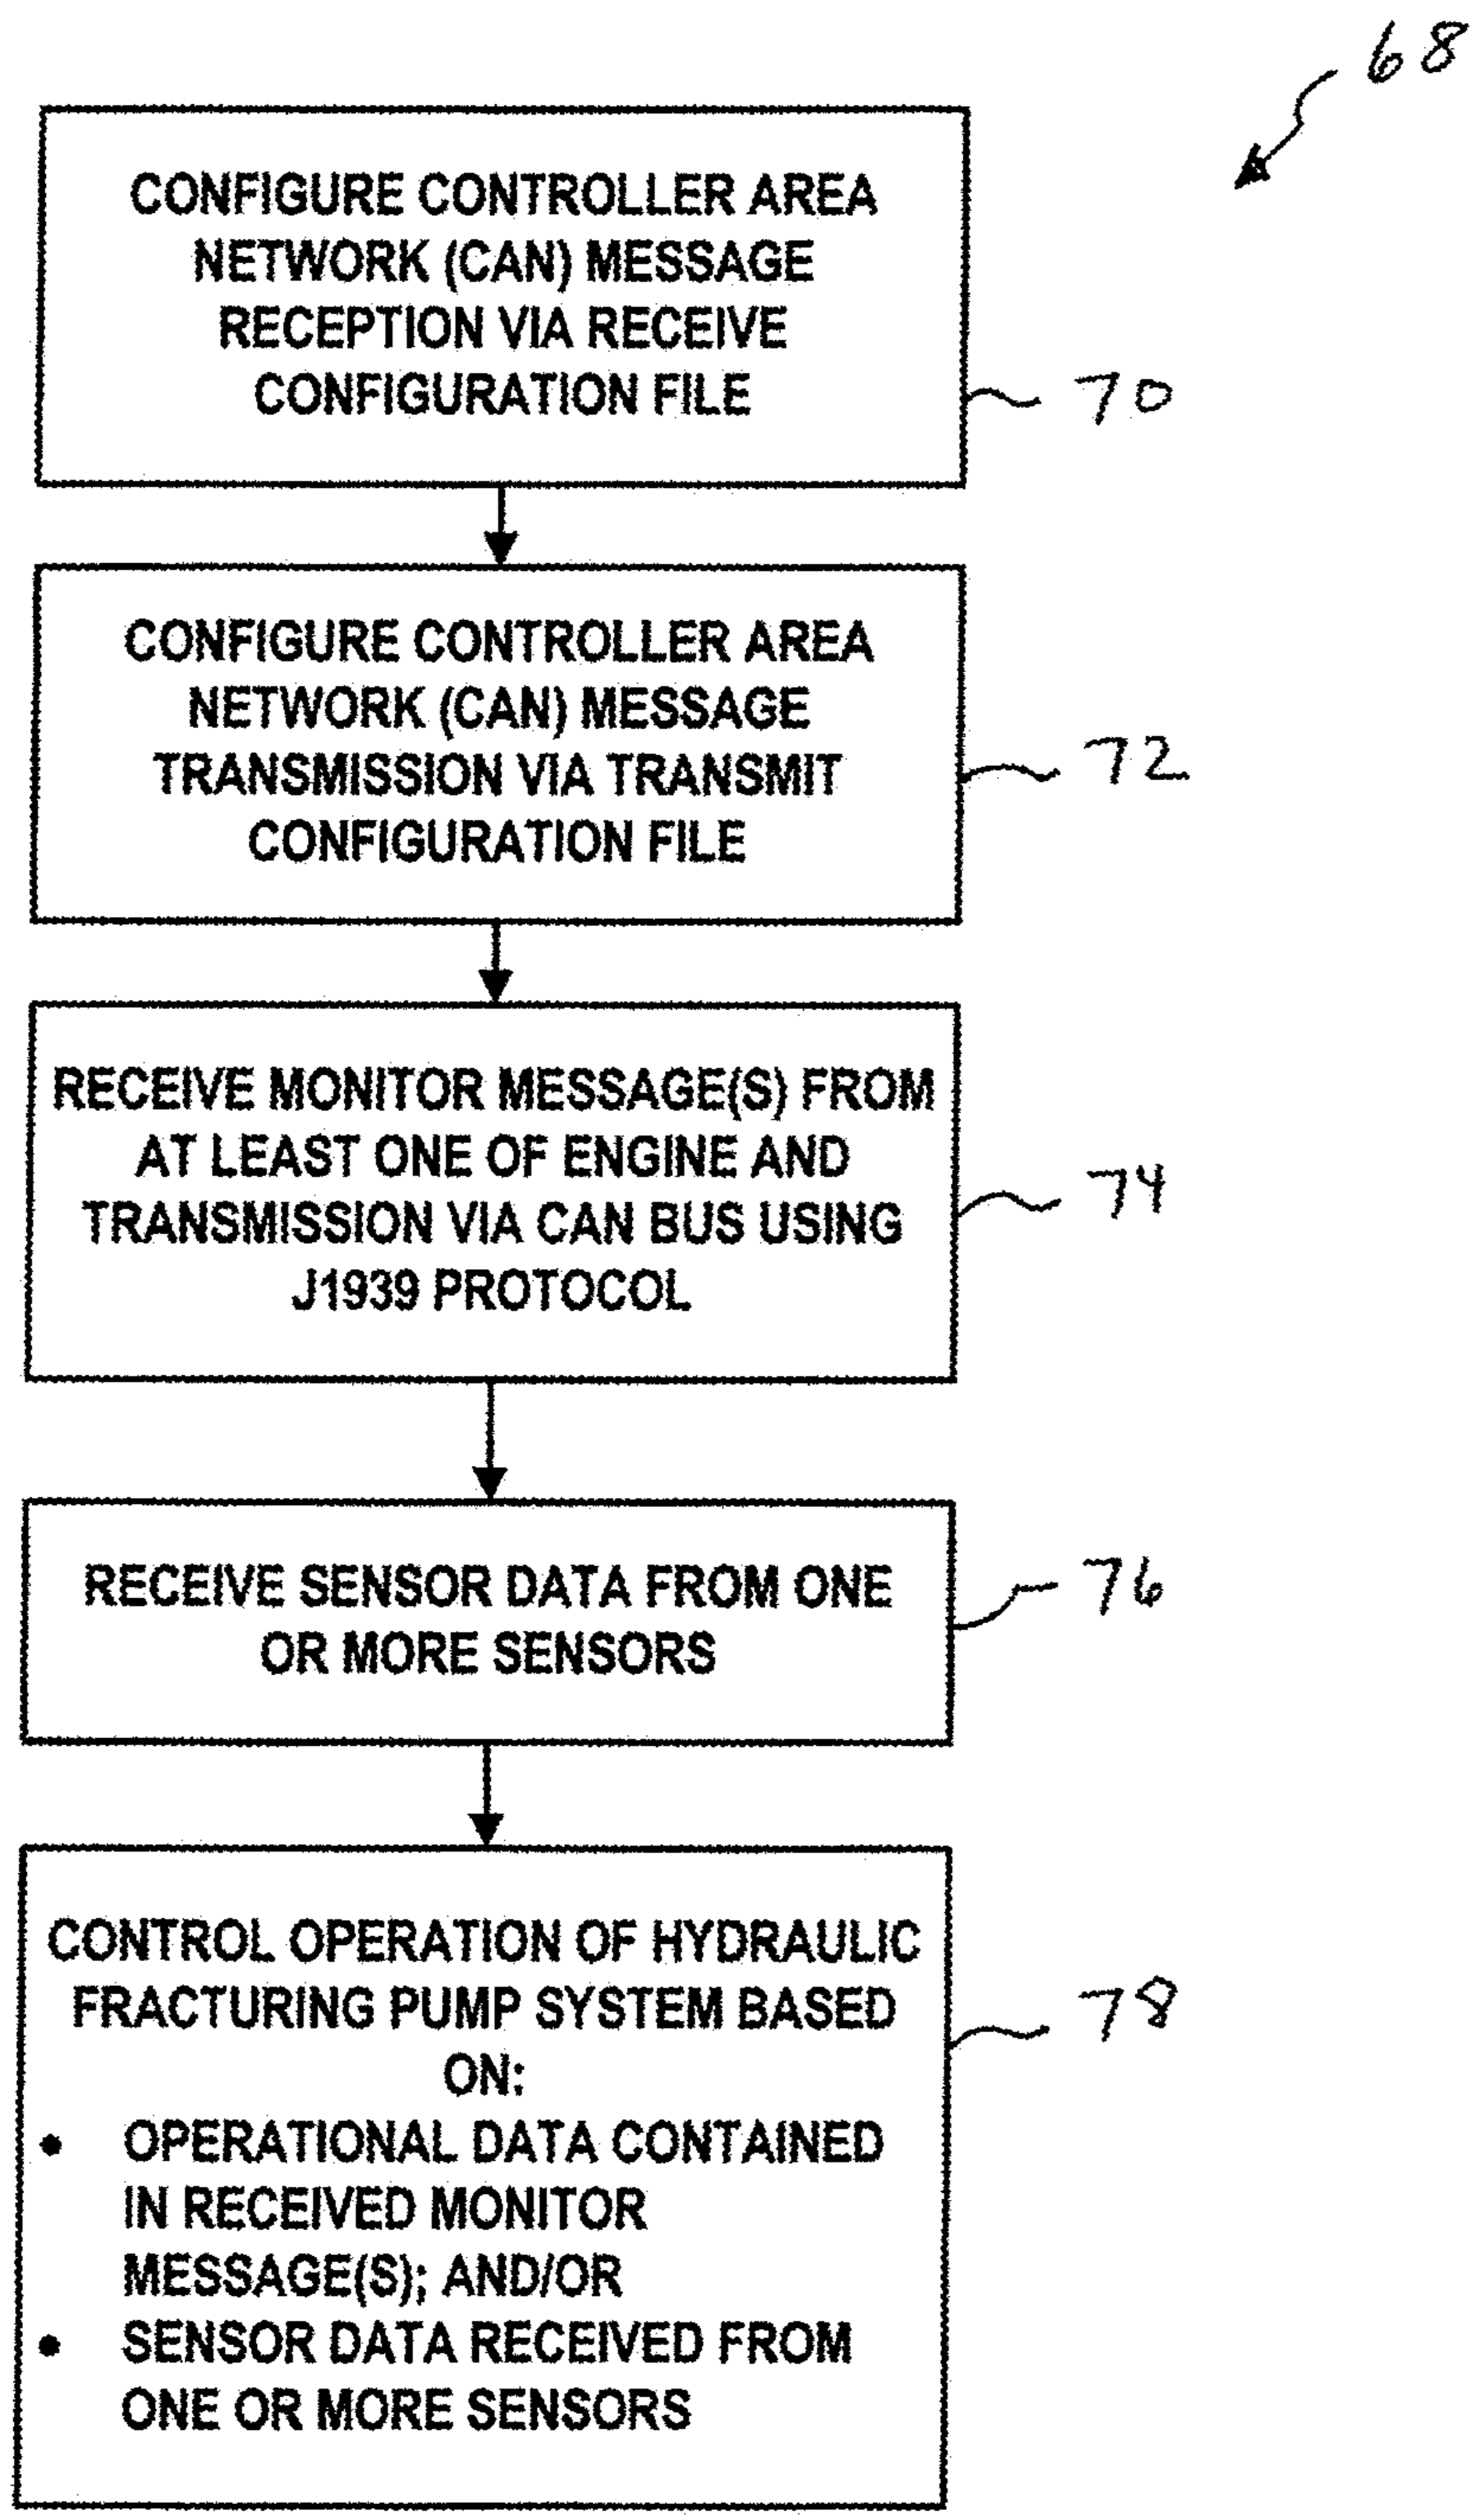 68
CONFIGURE CONTROLLER AREA
NETWORK (CAN) MESSAGE
RECEPTION VIA RECEIVE
CONFIGURATION FILE
70
CONFIGURE CONTROLLER AREA
NETWORK (CAN) MESSAGE
TRANSMISSION VIA TRANSMIT
CONFIGURATION FILE
72
RECEIVE MONITOR MESSAGE(S) FROM
AT LEAST ONE OF ENGINE AND
TRANSMISSION VIA CAN BUS USING
J1939 PROTOCOL
74
RECEIVE SENSOR DATA FROM ONE
OR MORE SENSORS
76
CONTROL OPERATION OF HYDRAULIC
FRACTURING PUMP SYSTEM BASED
ON:
• OPERATIONAL DATA CONTAINED
IN RECEIVED MONITOR
MESSAGE(S); AND/OR
• SENSOR DATA RECEIVED FROM
ONE OR MORE SENSORS
78